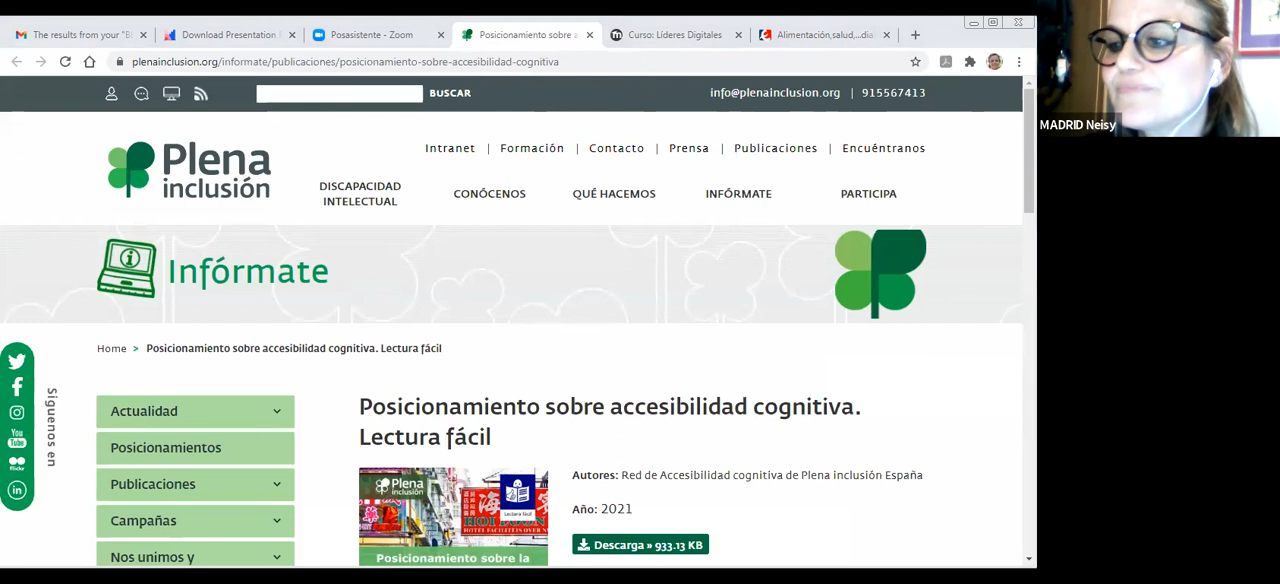 The results from your "B
Download Presentation
Posasistente - Zoom
Posicionamiento sobre a
Curso: Líderes Digitales
Alimentación,salud,...dia
plenainclusion.org/informate/publicaciones/posicionamiento-sobre-accesibilidad-cognitiva
BUSCAR
info@plenainclusion.org | 915567413
Plena
inclusión
Intranet | Formación | Contacto | Prensa | Publicaciones | Encuéntranos
DISCAPACIDAD
INTELECTUAL
CONÓCENOS
QUÉ HACEMOS
INFÓRMATE
PARTICIPA
Infórmate
Home > Posicionamiento sobre accesibilidad cognitiva. Lectura fácil
Síguenos en
You
Tube
flickr
in
Actualidad
Posicionamientos
Publicaciones
Campañas
Nos unimos y
Posicionamiento sobre accesibilidad cognitiva.
Lectura fácil
Plena
inclusión
Lectura fácil
Posicionamiento sobre la
Autores: Red de Accesibilidad cognitiva de Plena inclusión España
Año: 2021
Descarga » 933.13 KB
MADRID Neisy